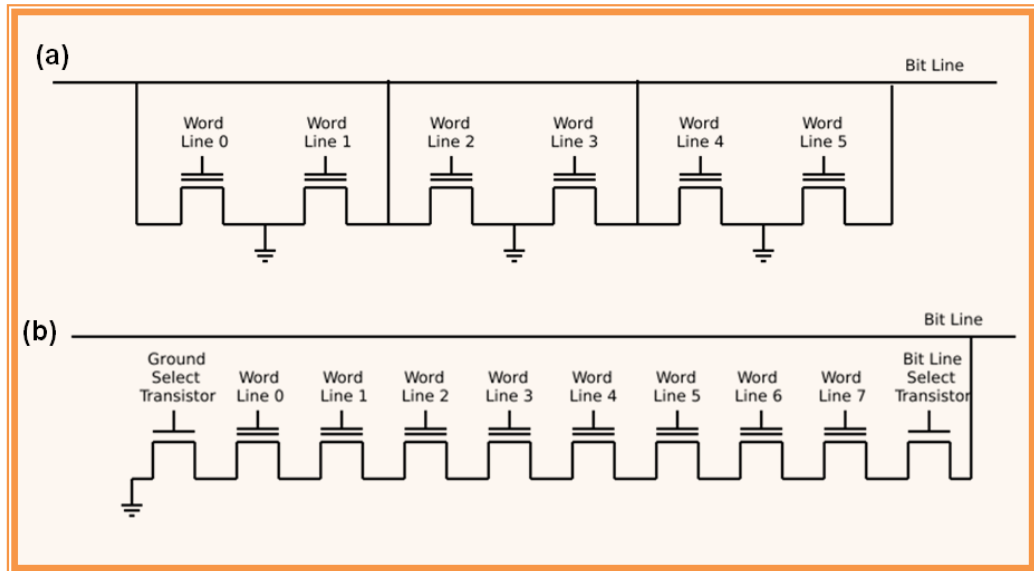 (a)
Bit Line
Word
Line 0
Word
Line 1
Word
Line 2
Word
Line 3
Word
Line 4
Word
Line 5
(b)
Bit Line
Ground
Select
Transistor
Word
Line 0
Word
Line 1
Word
Line 2
Word
Line 3
Word
Line 4
Word
Line 5
Word
Line 6
Word
Line 7
Bit Line
Select
Transistor